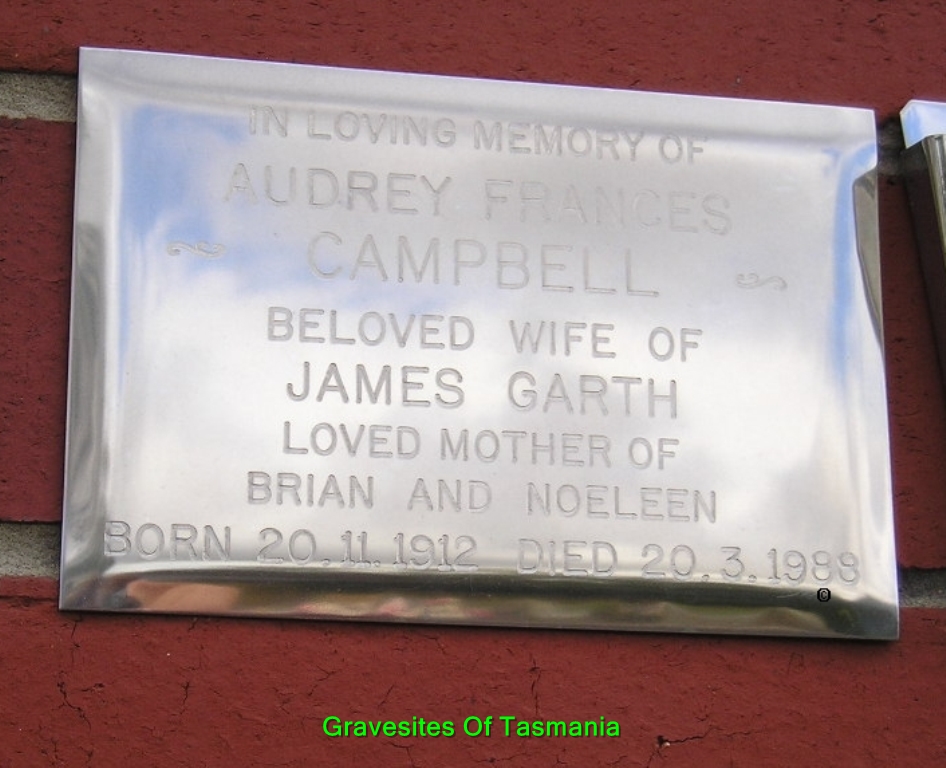 IN LOVING MEMORY OF
AUDREY FRANCES
CAMPBELL
BELOVED WIFE OF
JAMES GARTH
LOVED MOTHER OF
BRIAN AND NOELEEN
BORN 20.11.1912 DIED 20.3.1988
©
Gravesites Of Tasmania